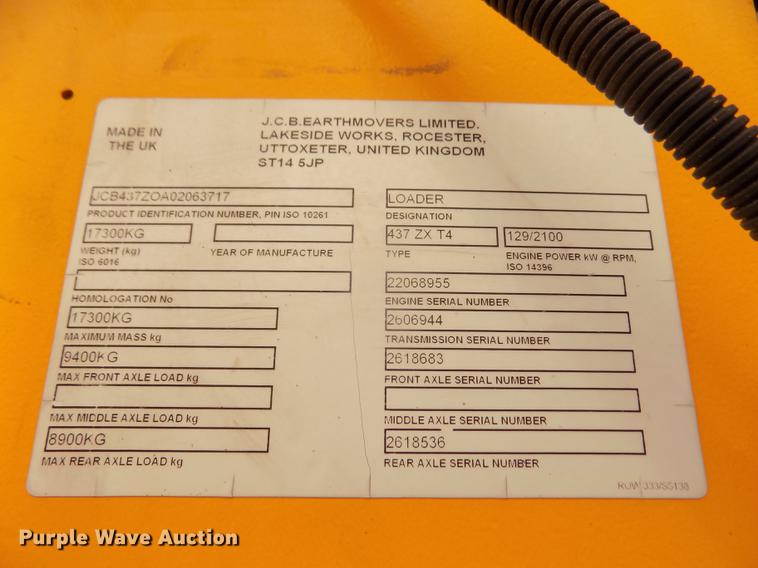 MADE IN
THE UK
J.C.B.EARTHMOVERS LIMITED.
LAKESIDE WORKS, ROCESTER,
UTTOXETER, UNITED KINGDOM
ST14 5JP
JCB437ZOA02063717
PRODUCT IDENTIFICATION NUMBER, PIN ISO 10261
17300KG
WEIGHT (kg)
ISO 6016
YEAR OF MANUFACTURE
HOMOLOGATION No
17300KG
MAXIMUM MASS kg
9400KG
MAX FRONT AXLE LOAD kg
MAX MIDDLE AXLE LOAD kg
8900KG
MAX REAR AXLE LOAD kg
LOADER
DESIGNATION
437 ZX T4
TYPE
129/2100
ENGINE POWER kW @ RPM,
ISO 14396
22068955
ENGINE SERIAL NUMBER
2606944
TRANSMISSION SERIAL NUMBER
2618683
FRONT AXLE SERIAL NUMBER
MIDDLE AXLE SERIAL NUMBER
2618536
REAR AXLE SERIAL NUMBER
Purple Wave Auction